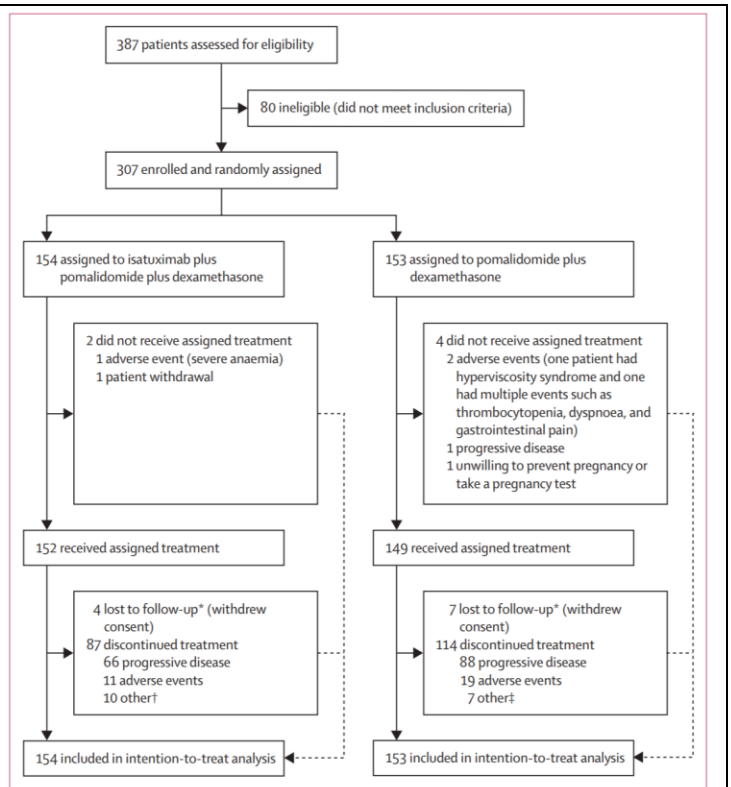 387 patients assessed for eligibility
80 ineligible (did not meet inclusion criteria)
307 enrolled and randomly assigned
154 assigned to isatuximab plus
pomalidomide plus dexamethasone
153 assigned to pomalidomide plus
dexamethasone
2 did not receive assigned treatment
1 adverse event (severe anaemia)
1 patient withdrawal
4 did not receive assigned treatment
2 adverse events (one patient had
hyperviscosity syndrome and one
had multiple events such as
thrombocytopenia, dyspnoea, and
gastrointestinal pain)
1 progressive disease
1 unwilling to prevent pregnancy or
take a pregnancy test
152 received assigned treatment
149 received assigned treatment
4 lost to follow-up* (withdrew
consent)
87 discontinued treatment
66 progressive disease
11 adverse events
10 other†
7 lost to follow-up* (withdrew
consent)
114 discontinued treatment
88 progressive disease
19 adverse events
7 other‡
154 included in intention-to-treat analysis
153 included in intention-to-treat analysis